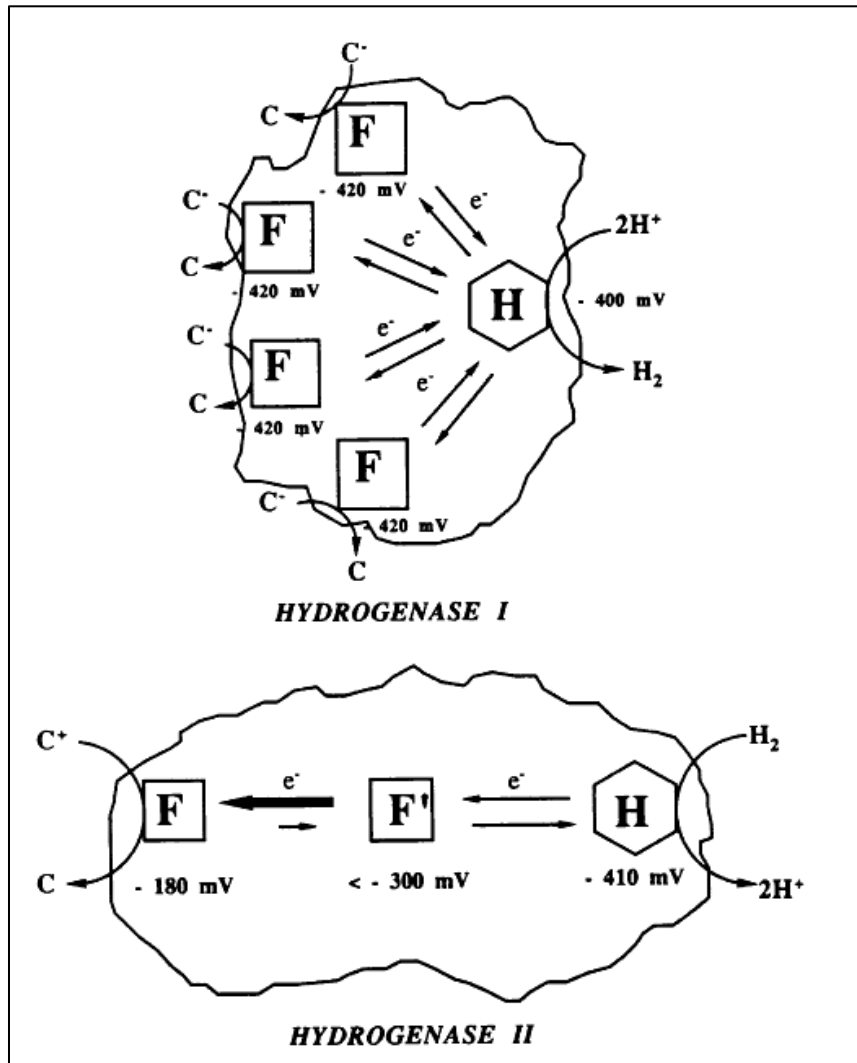 C⁻
C
F
- 420 mV
e⁻
C⁻
F
e⁻
2H⁺
C
- 420 mV
H
- 400 mV
C⁻
e⁻
F
H₂
C
e⁻
- 420 mV
F
C⁻
- 420 mV
C
HYDROGENASE I
C⁺
H₂
e⁻
e⁻
F
F'
H
C
- 180 mV
< - 300 mV
- 410 mV
2H⁺
HYDROGENASE II